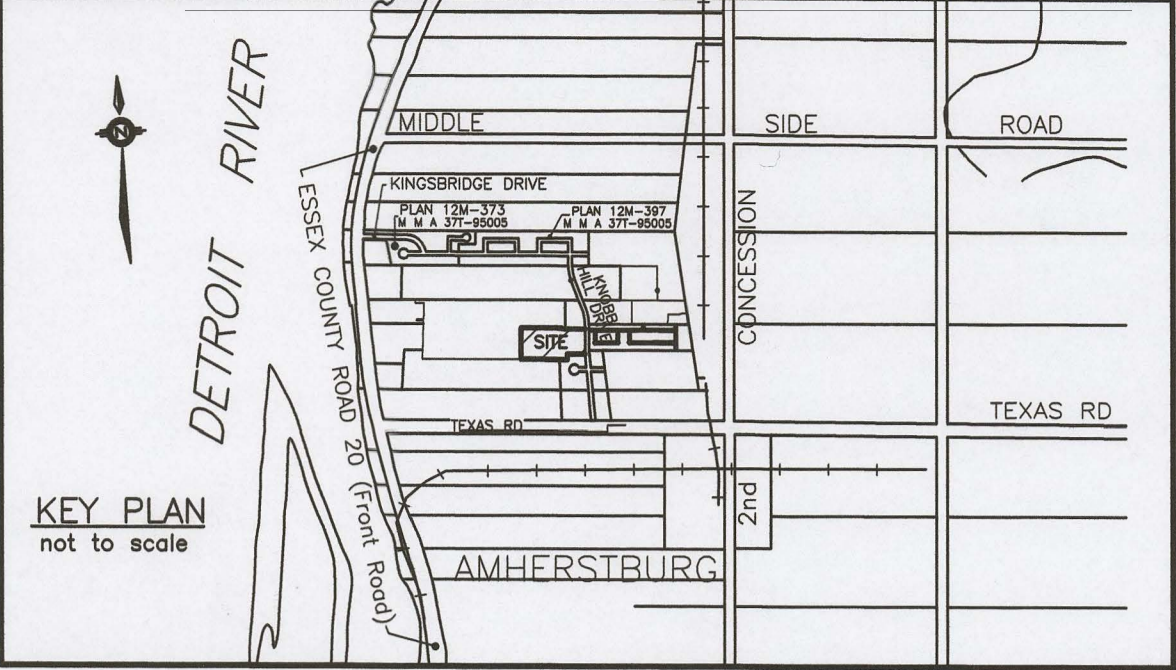 DETROIT RIVER
N
MIDDLE SIDE ROAD
KINGSBRIDGE DRIVE
PLAN 12M-373
M M A 37T-95005
PLAN 12M-397
M M A 37T-95005
ESSEX COUNTY ROAD 20 (Front Road)
KNOBB
HILL DRIVE
SITE
2nd CONCESSION
TEXAS RD
TEXAS RD
KEY PLAN
not to scale
AMHERSTBURG